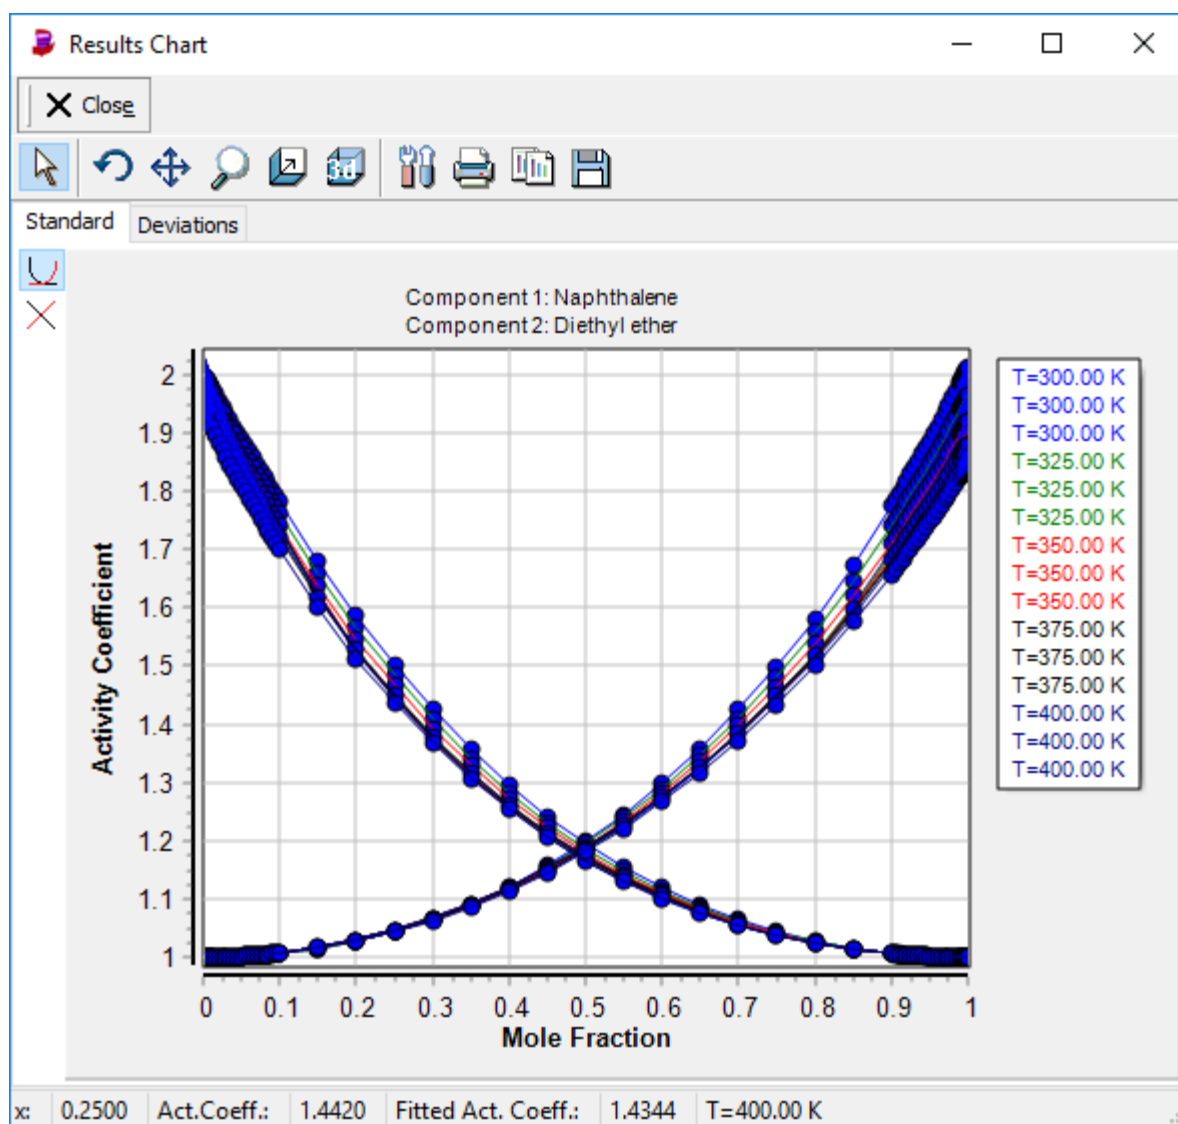 Results Chart
Close
3d
Standard
Deviations
Component 1: Naphthalene
Component 2: Diethyl ether
2
1.9
1.8
1.7
1.6
1.5
1.4
1.3
1.2
1.1
1
Activity Coefficient
0 0.1 0.2 0.3 0.4 0.5 0.6 0.7 0.8 0.9 1
Mole Fraction
T=300.00 K
T=300.00 K
T=300.00 K
T=325.00 K
T=325.00 K
T=325.00 K
T=350.00 K
T=350.00 K
T=350.00 K
T=375.00 K
T=375.00 K
T=375.00 K
T=400.00 K
T=400.00 K
T=400.00 K
x: 0.2500 Act.Coeff.: 1.4420 Fitted Act. Coeff.: 1.4344 T=400.00 K